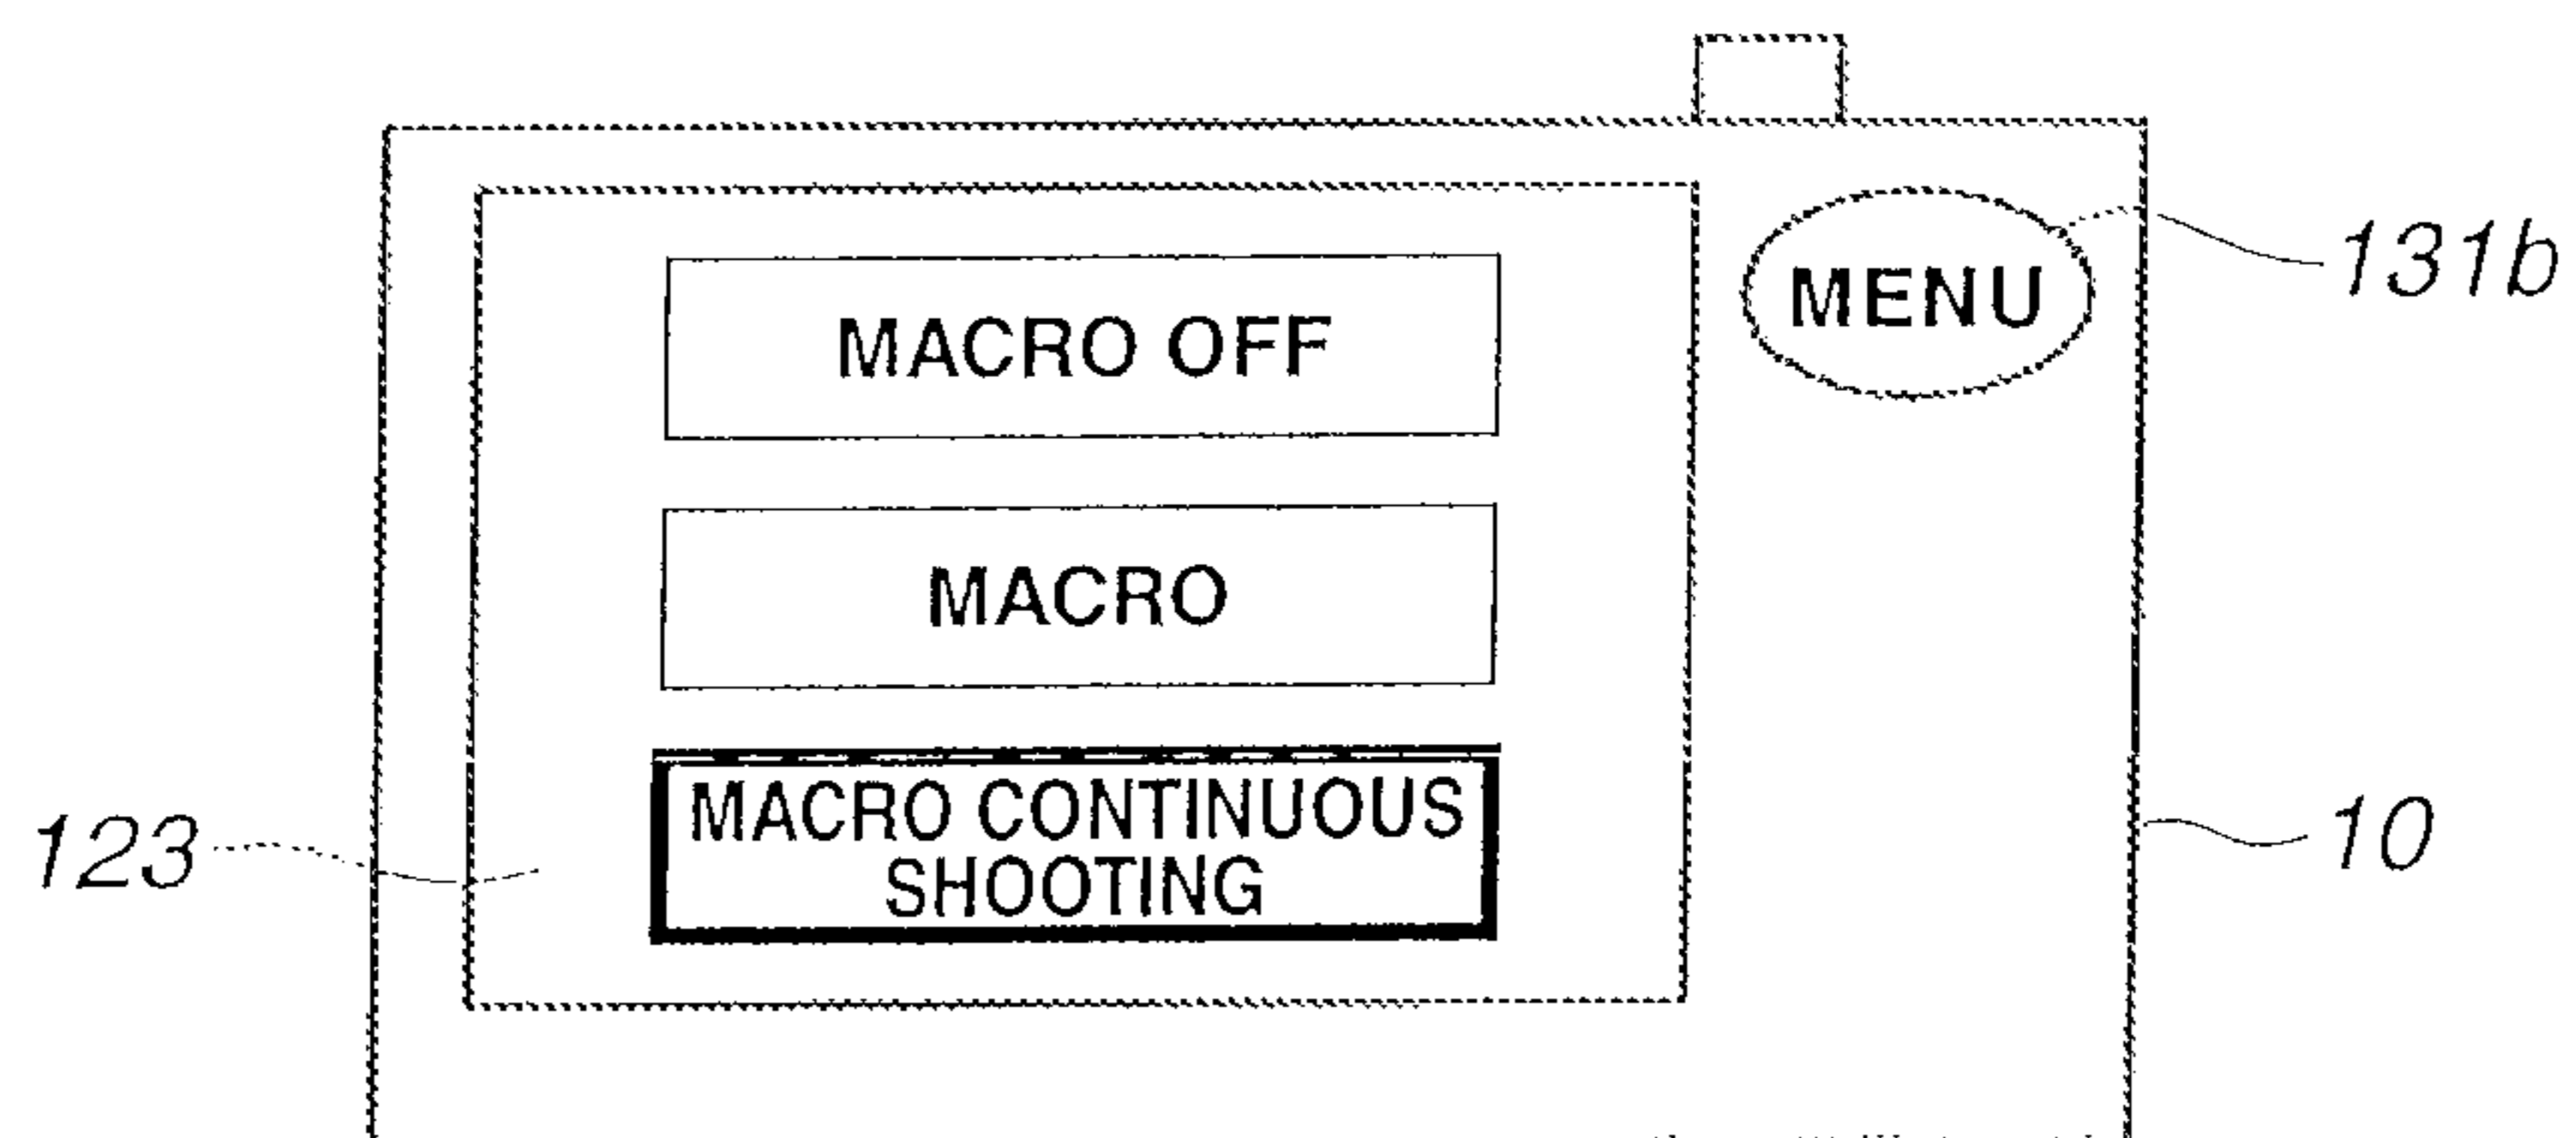 MACRO OFF
MENU
131b
MACRO
MACRO CONTINUOUS
SHOOTING
123
10